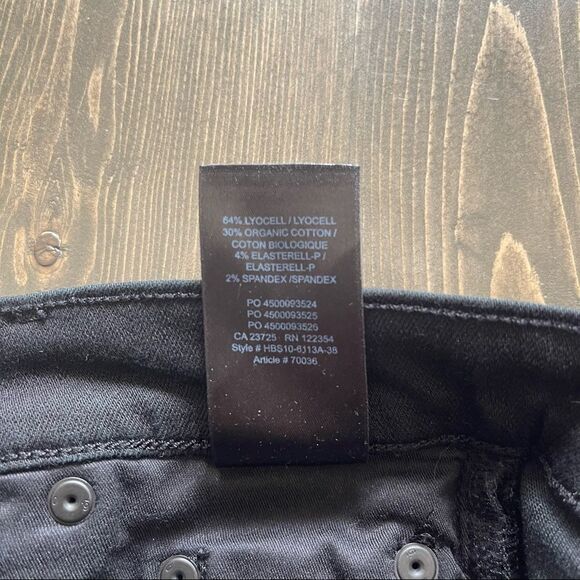 64% LYOCELL / LYOCELL
30% ORGANIC COTTON /
COTON BIOLOGIQUE
4% ELASTERELL-P /
ELASTERELL-P
2% SPANDEX /SPANDEX
PO 4500093524
PO 4500093525
PO 4500093526
CA 23725 RN 122354
Style # HBS10-6113A-38
Article # 70036